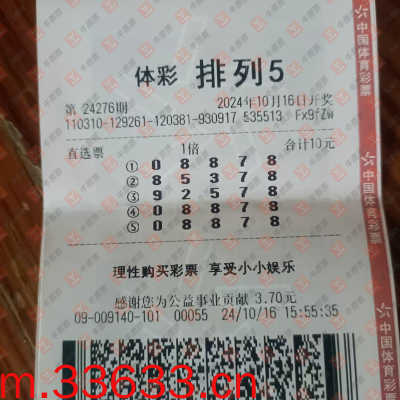 体彩 排列5
第 24276期 2024年10月16日开奖
110310-129261-120381-930917 535513 Fx9fZw
直选票 1倍 合计10元
① 0 8 8 7 8
② 8 5 3 7 8
③ 9 2 5 7 8
④ 0 8 8 7 8
⑤ 0 8 8 7 8
理性购买彩票 享受小小娱乐
感谢您为公益事业贡献 3.70元
09-009140-101 00055 24/10/16 15:55:35
m.33633.cn
中国体育彩票
中国体育彩票
中国体育彩票